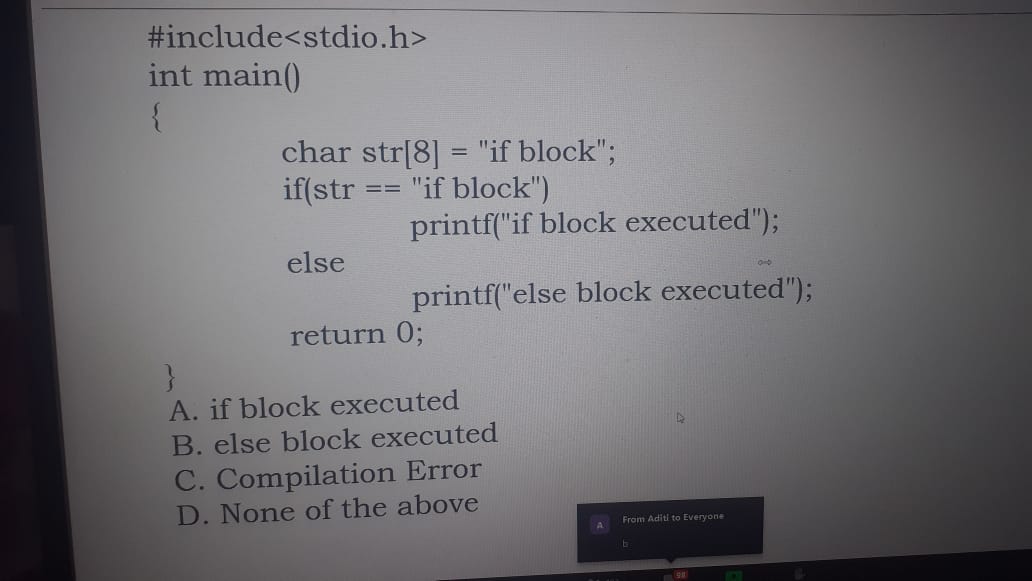 #include<stdio.h>
int main()
{
char str[8] = "if block";
if(str == "if block")
printf("if block executed");
else
printf("else block executed");
return 0;
}
A. if block executed
B. else block executed
C. Compilation Error
D. None of the above
A
From Aditi to Everyone
b
98